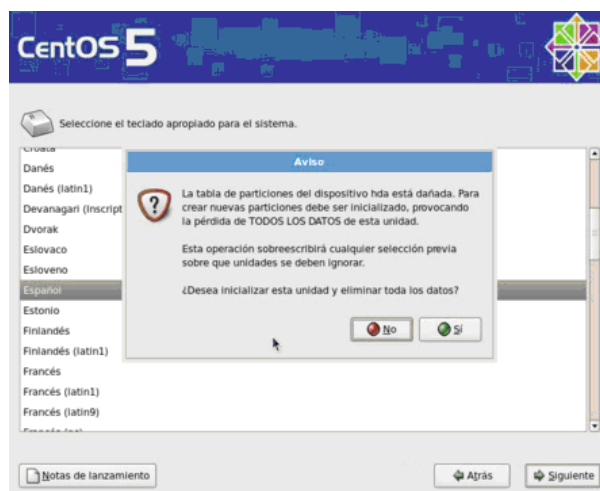 CentOS 5
Seleccione el teclado apropiado para el sistema.
Croata
Danés
Danés (latin1)
Devanagari (Inscript
Dvorak
Eslovaco
Esloveno
Español
Estonio
Finlandés
Finlandés (latin1)
Francés
Francés (latin1)
Francés (latin9)
Aviso
La tabla de particiones del dispositivo hda está dañada. Para
crear nuevas particiones debe ser inicializado, provocando
la pérdida de TODOS LOS DATOS de esta unidad.
Esta operación sobreescribirá cualquier selección previa
sobre que unidades se deben ignorar.
¿Desea inicializar esta unidad y eliminar toda los datos?
No
Sí
Notas de lanzamiento
Atrás
Siguiente